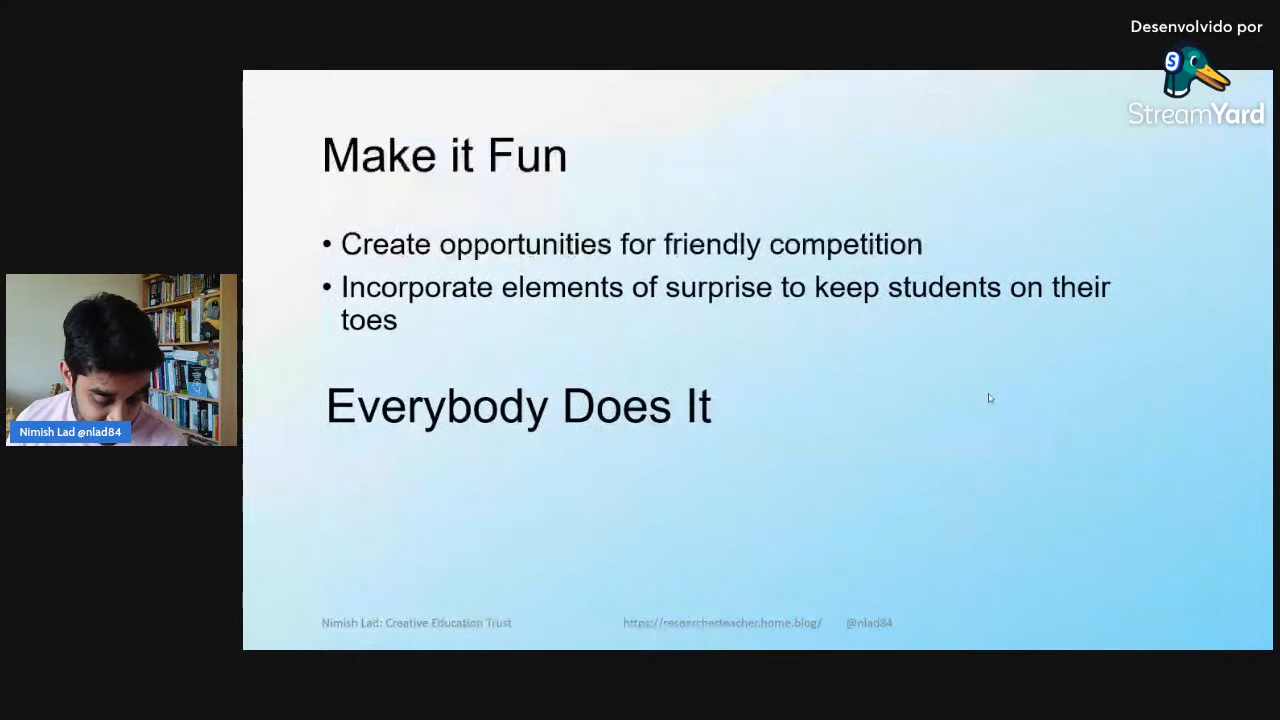 Desenvolvido por
StreamYard
Make it Fun
• Create opportunities for friendly competition
• Incorporate elements of surprise to keep students on their
toes
Everybody Does It
Nimish Lad @nlad84
Nimish Lad: Creative Education Trust https://researcherteacher.home.blog/ @nlad84